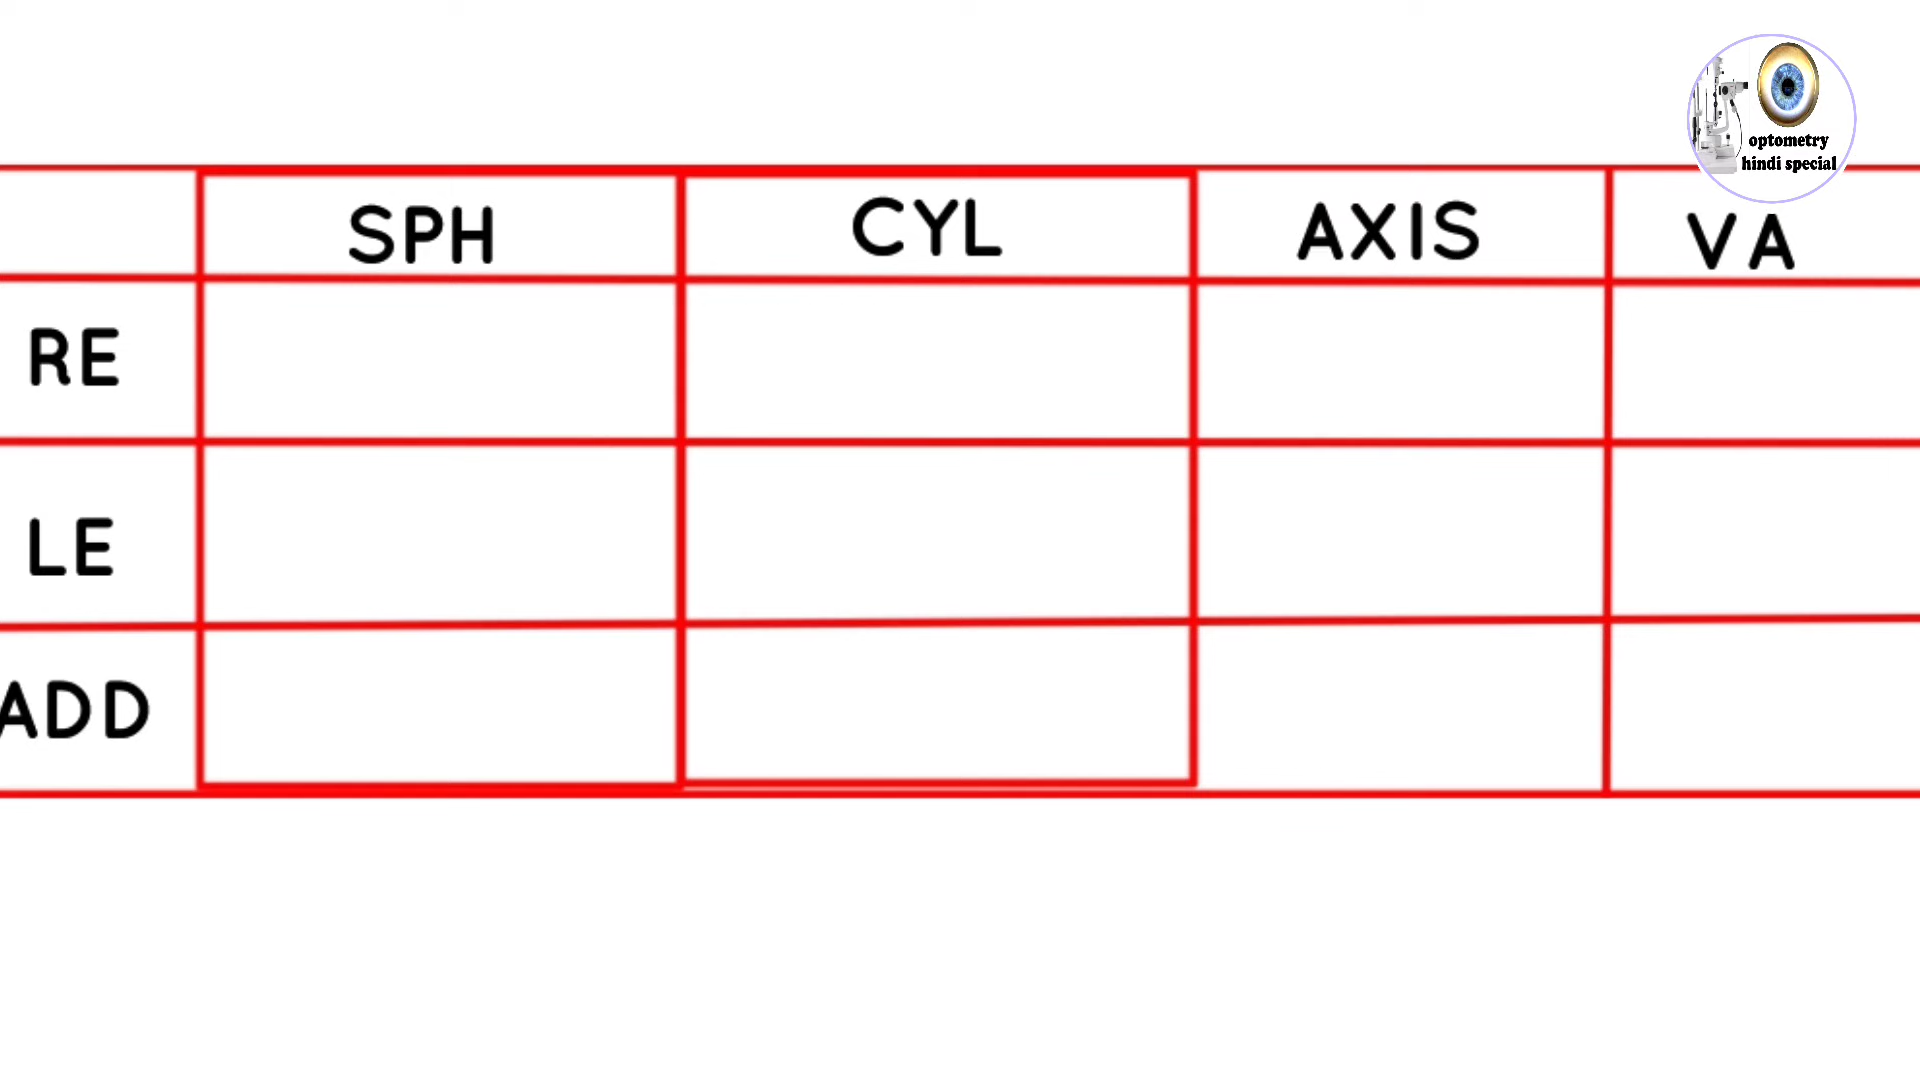 optometry
hindi special
SPH CYL AXIS VA
RE
LE
ADD